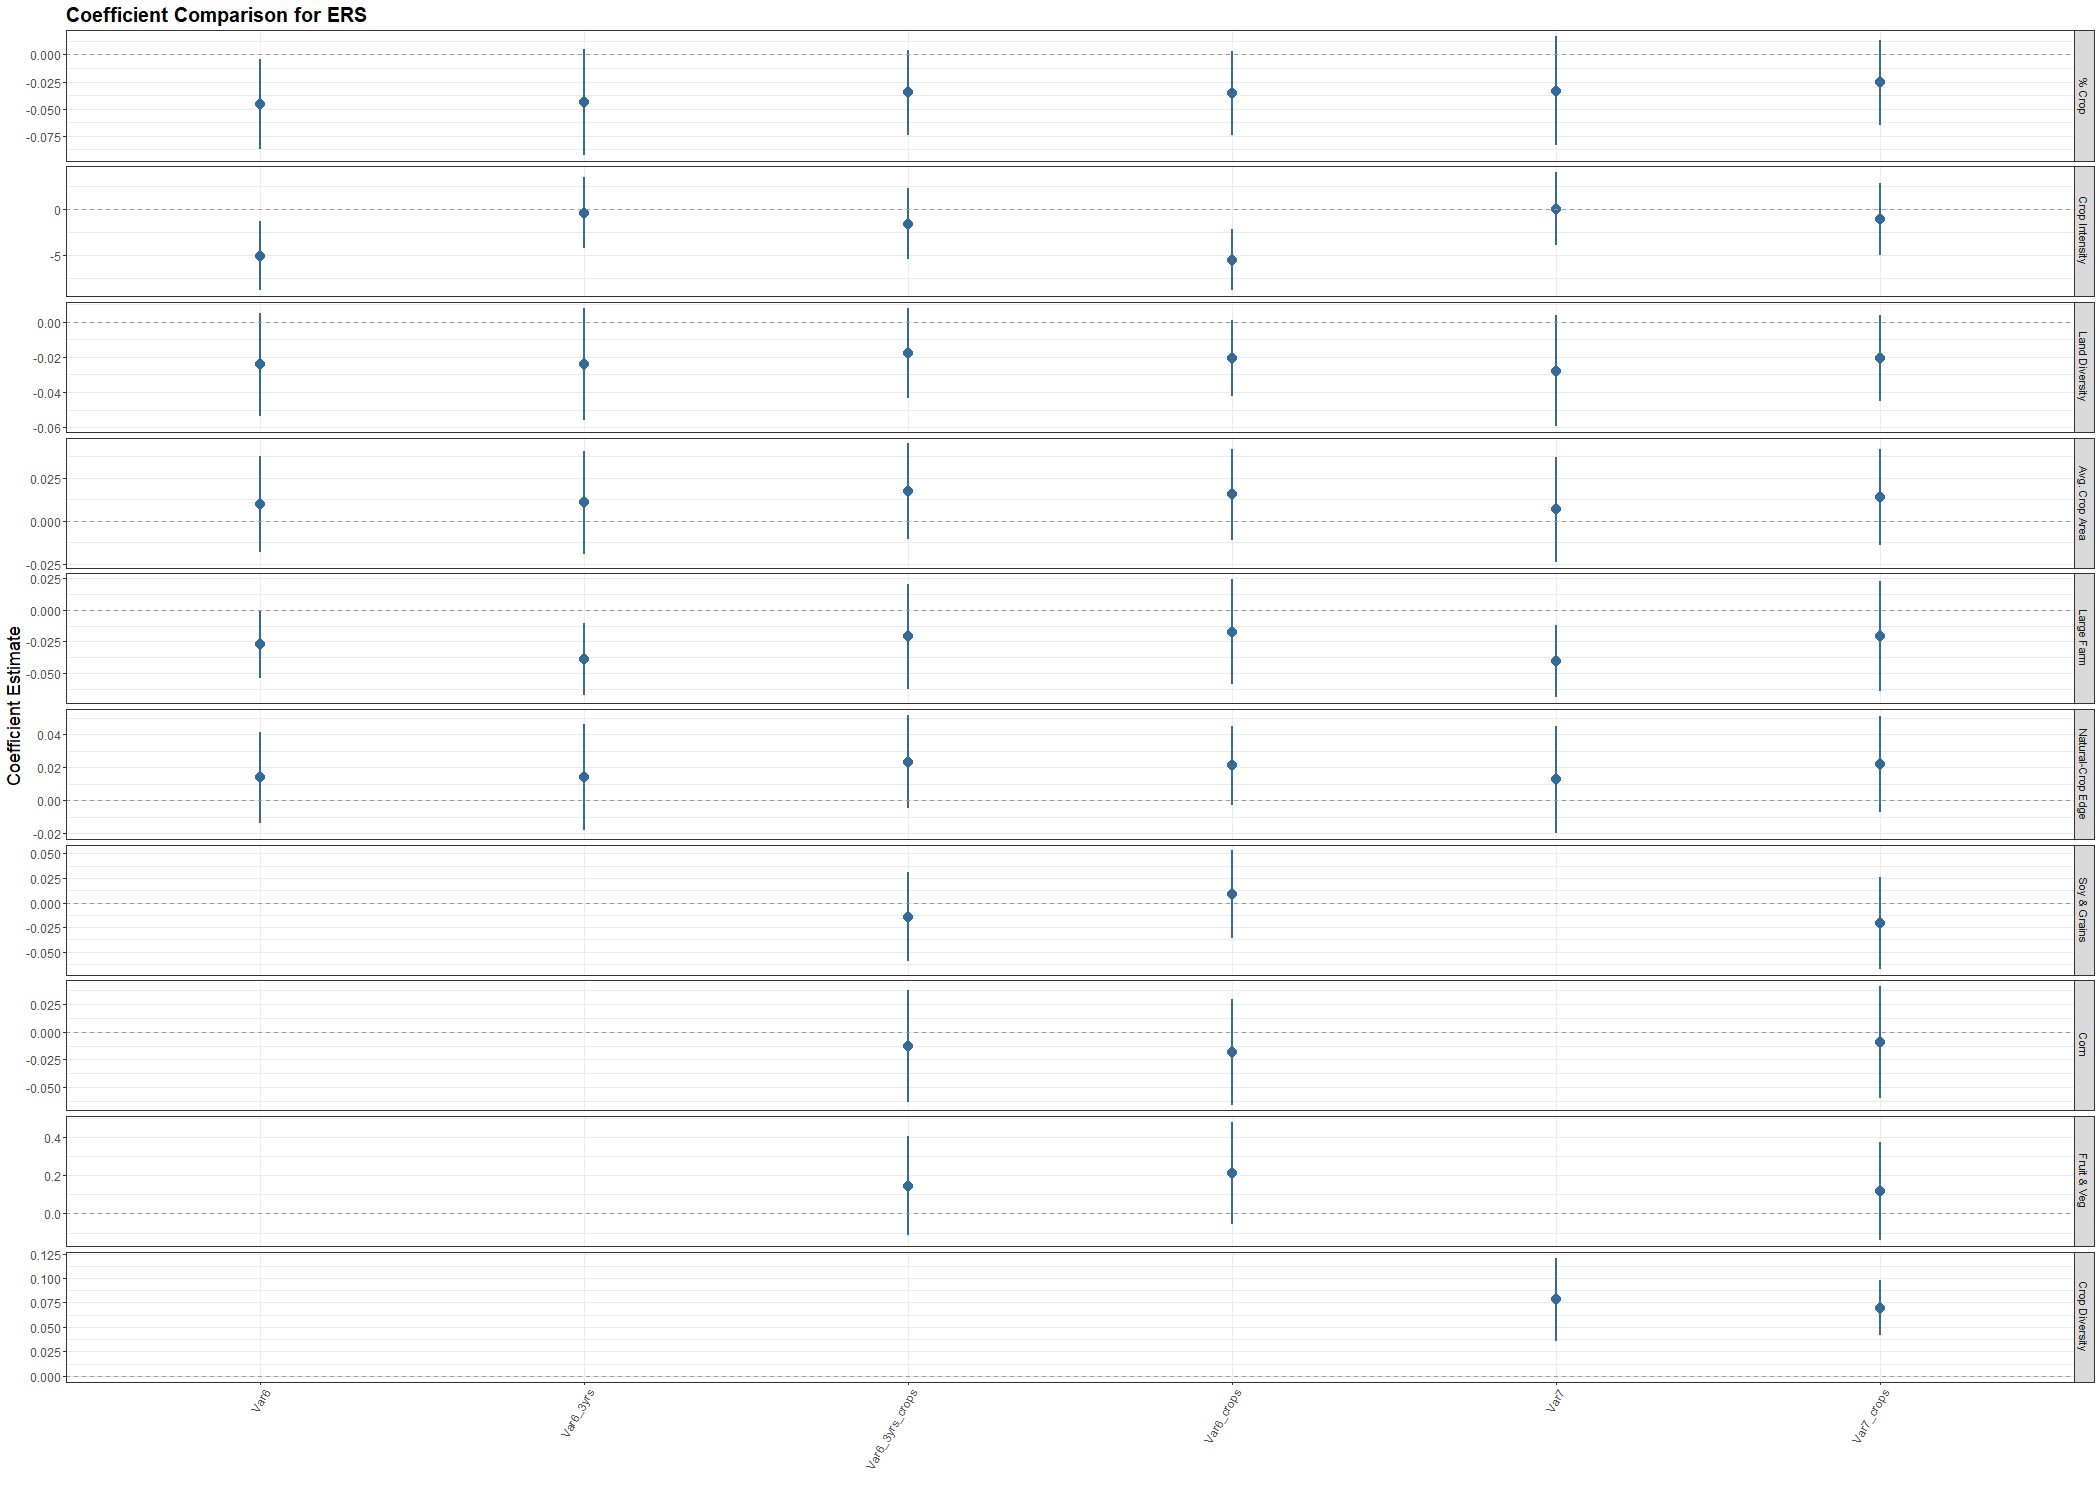 Coefficient Comparison for ERS
Coefficient Estimate
0.000
-0.025
-0.050
-0.075
% Crop
0
-5
Crop Intensity
0.00
-0.02
-0.04
-0.06
Land Diversity
0.025
0.000
-0.025
Avg. Crop Area
0.025
0.000
-0.025
-0.050
Large Farm
0.04
0.02
0.00
-0.02
Natural-Crop Edge
0.050
0.025
0.000
-0.025
-0.050
Soy & Grains
0.025
0.000
-0.025
-0.050
Corn
0.4
0.2
0.0
Fruit & Veg
0.125
0.100
0.075
0.050
0.025
0.000
Crop Diversity
Var6
Var6_3yrs
Var6_3yrs_crops
Var6_crops
Var7
Var7_crops